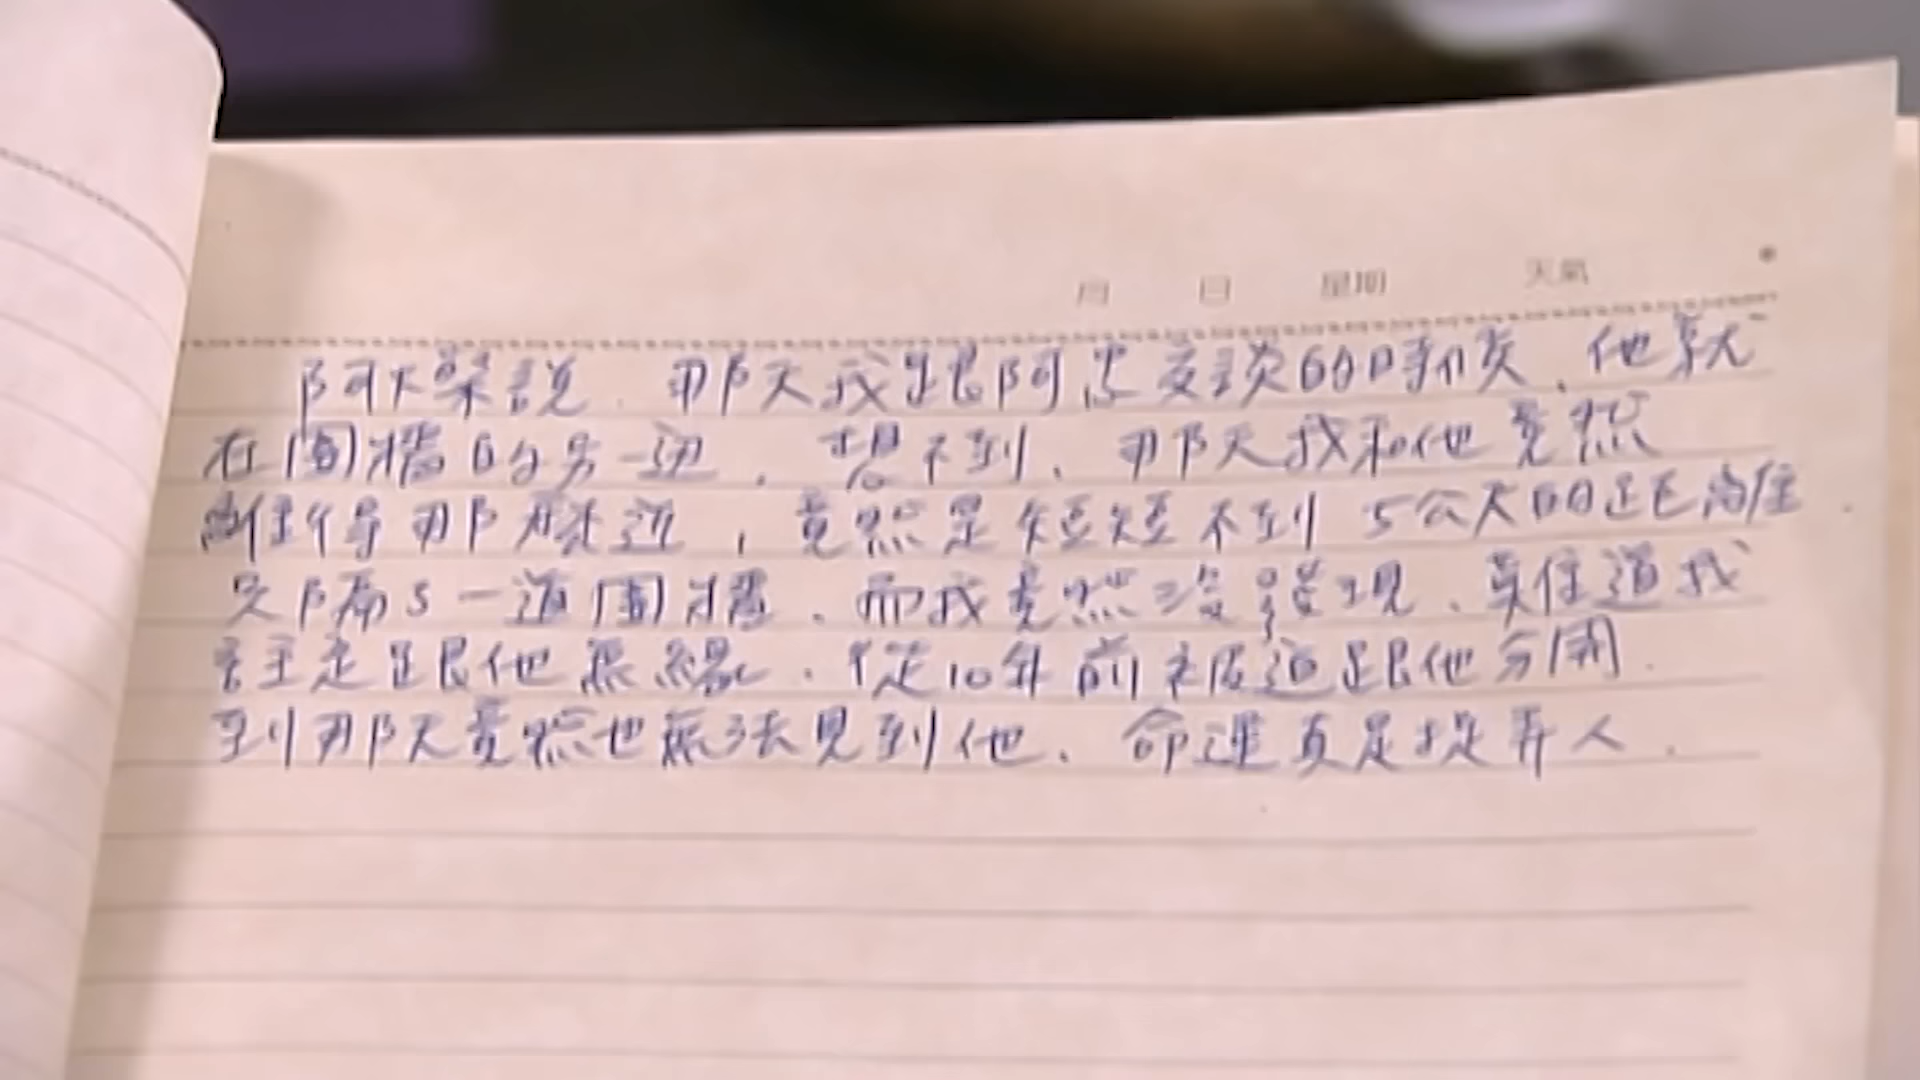 月 日 星期 天氣
阿榮說.那天我跟阿忠交談的時候、他就
在圍牆的另一边.想不到、那天我和他竟然
離得那麼近,竟然是短短不到5公尺的距離.
只隔了一道圍牆.而我竟然沒發現、莫怪道我
註定跟他無緣.從10年前被迫跟他分開.
到那天竟然也無法見到他.命運真是捉弄人.